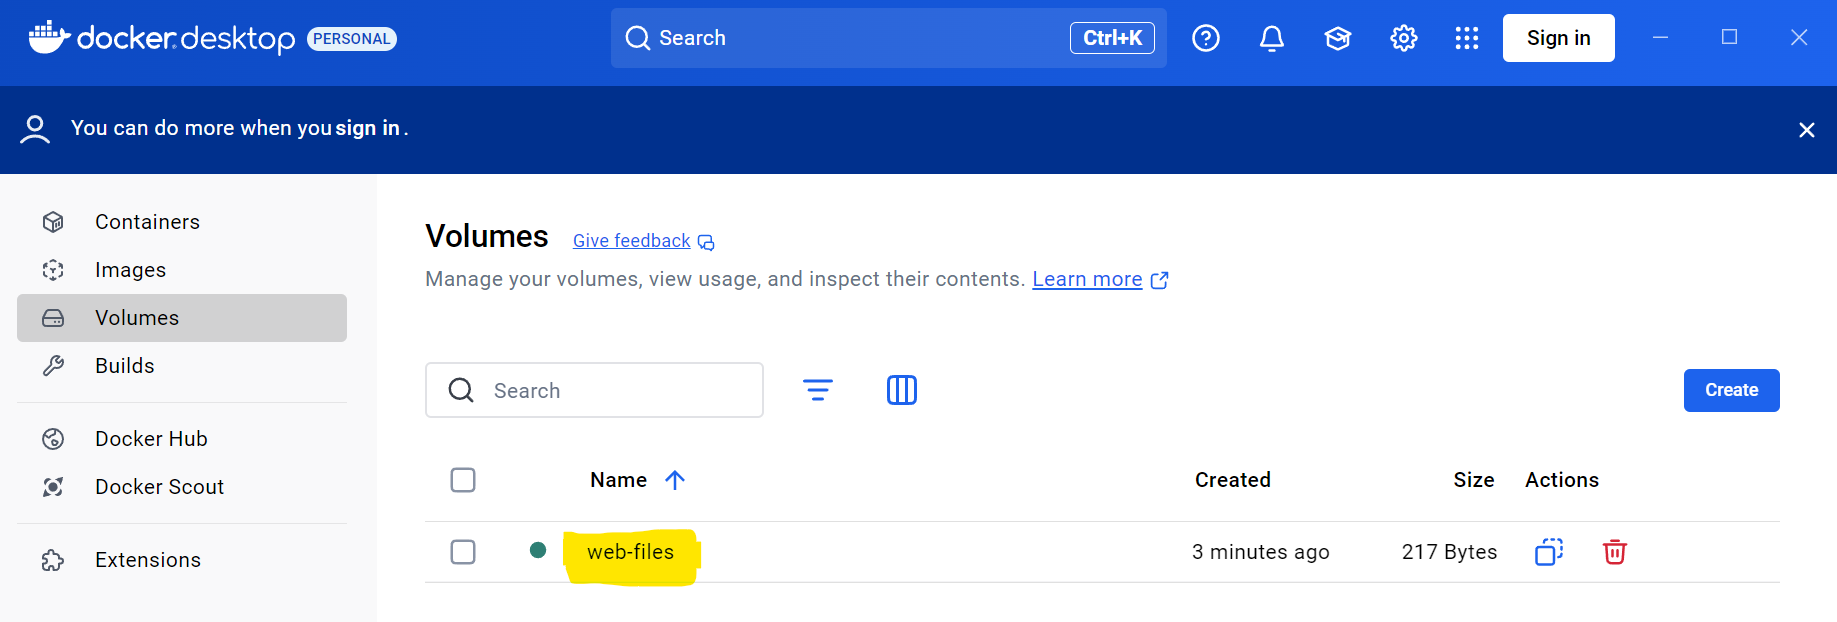 docker desktop PERSONAL Search Ctrl+K Sign in
You can do more when you sign in.
Containers
Images
Volumes
Builds
Docker Hub
Docker Scout
Extensions
Volumes Give feedback
Manage your volumes, view usage, and inspect their contents. Learn more
Search Create
Name Created Size Actions
web-files 3 minutes ago 217 Bytes